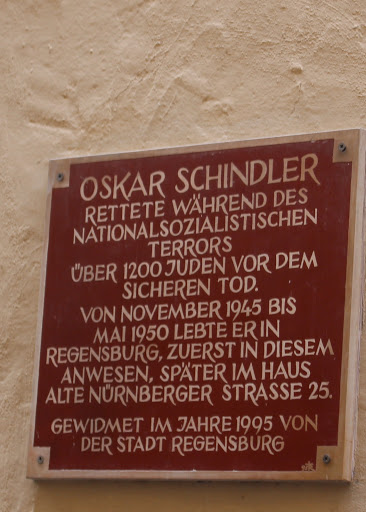 OSKAR SCHINDLER
RETTETE WÄHREND DES
NATIONALSOZIALISTISCHEN
TERRORS
ÜBER 1200 JUDEN VOR DEM
SICHEREN TOD.
VON NOVEMBER 1945 BIS
MAI 1950 LEBTE ER IN
REGENSBURG, ZUERST IN DIESEM
ANWESEN, SPÄTER IM HAUS
ALTE NÜRNBERGER STRASSE 25.
GEWIDMET IM JAHRE 1995 VON
DER STADT REGENSBURG